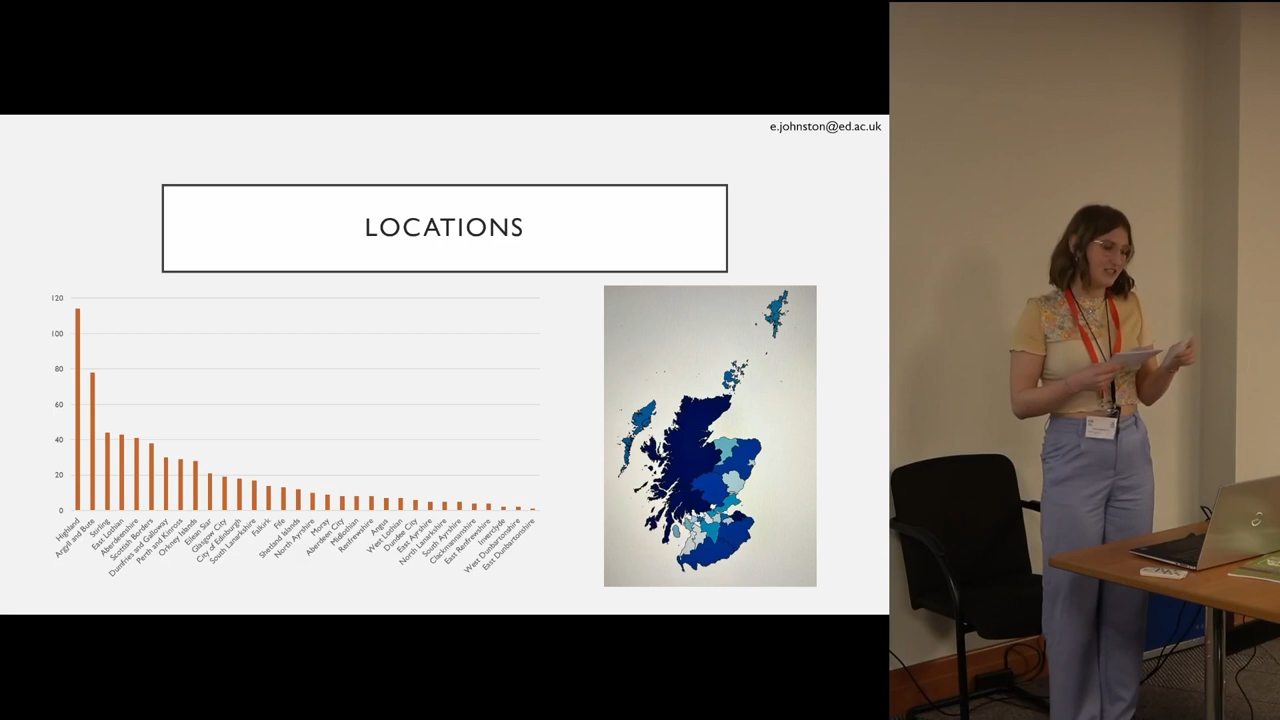 e.johnston@ed.ac.uk
LOCATIONS
120
100
80
60
40
20
0
Highland
Argyll and Bute
Stirling
East Lothian
Aberdeenshire
Scottish Borders
Dumfries and Galloway
Perth and Kinross
Orkney Islands
Eilean Siar
Glasgow City
City of Edinburgh
South Lanarkshire
Falkirk
Fife
Shetland Islands
North Ayrshire
Moray
Aberdeen City
Midlothian
Renfrewshire
Angus
West Lothian
Dundee City
East Ayrshire
North Lanarkshire
South Ayrshire
Clackmannanshire
East Renfrewshire
Inverclyde
West Dunbartonshire
East Dunbartonshire